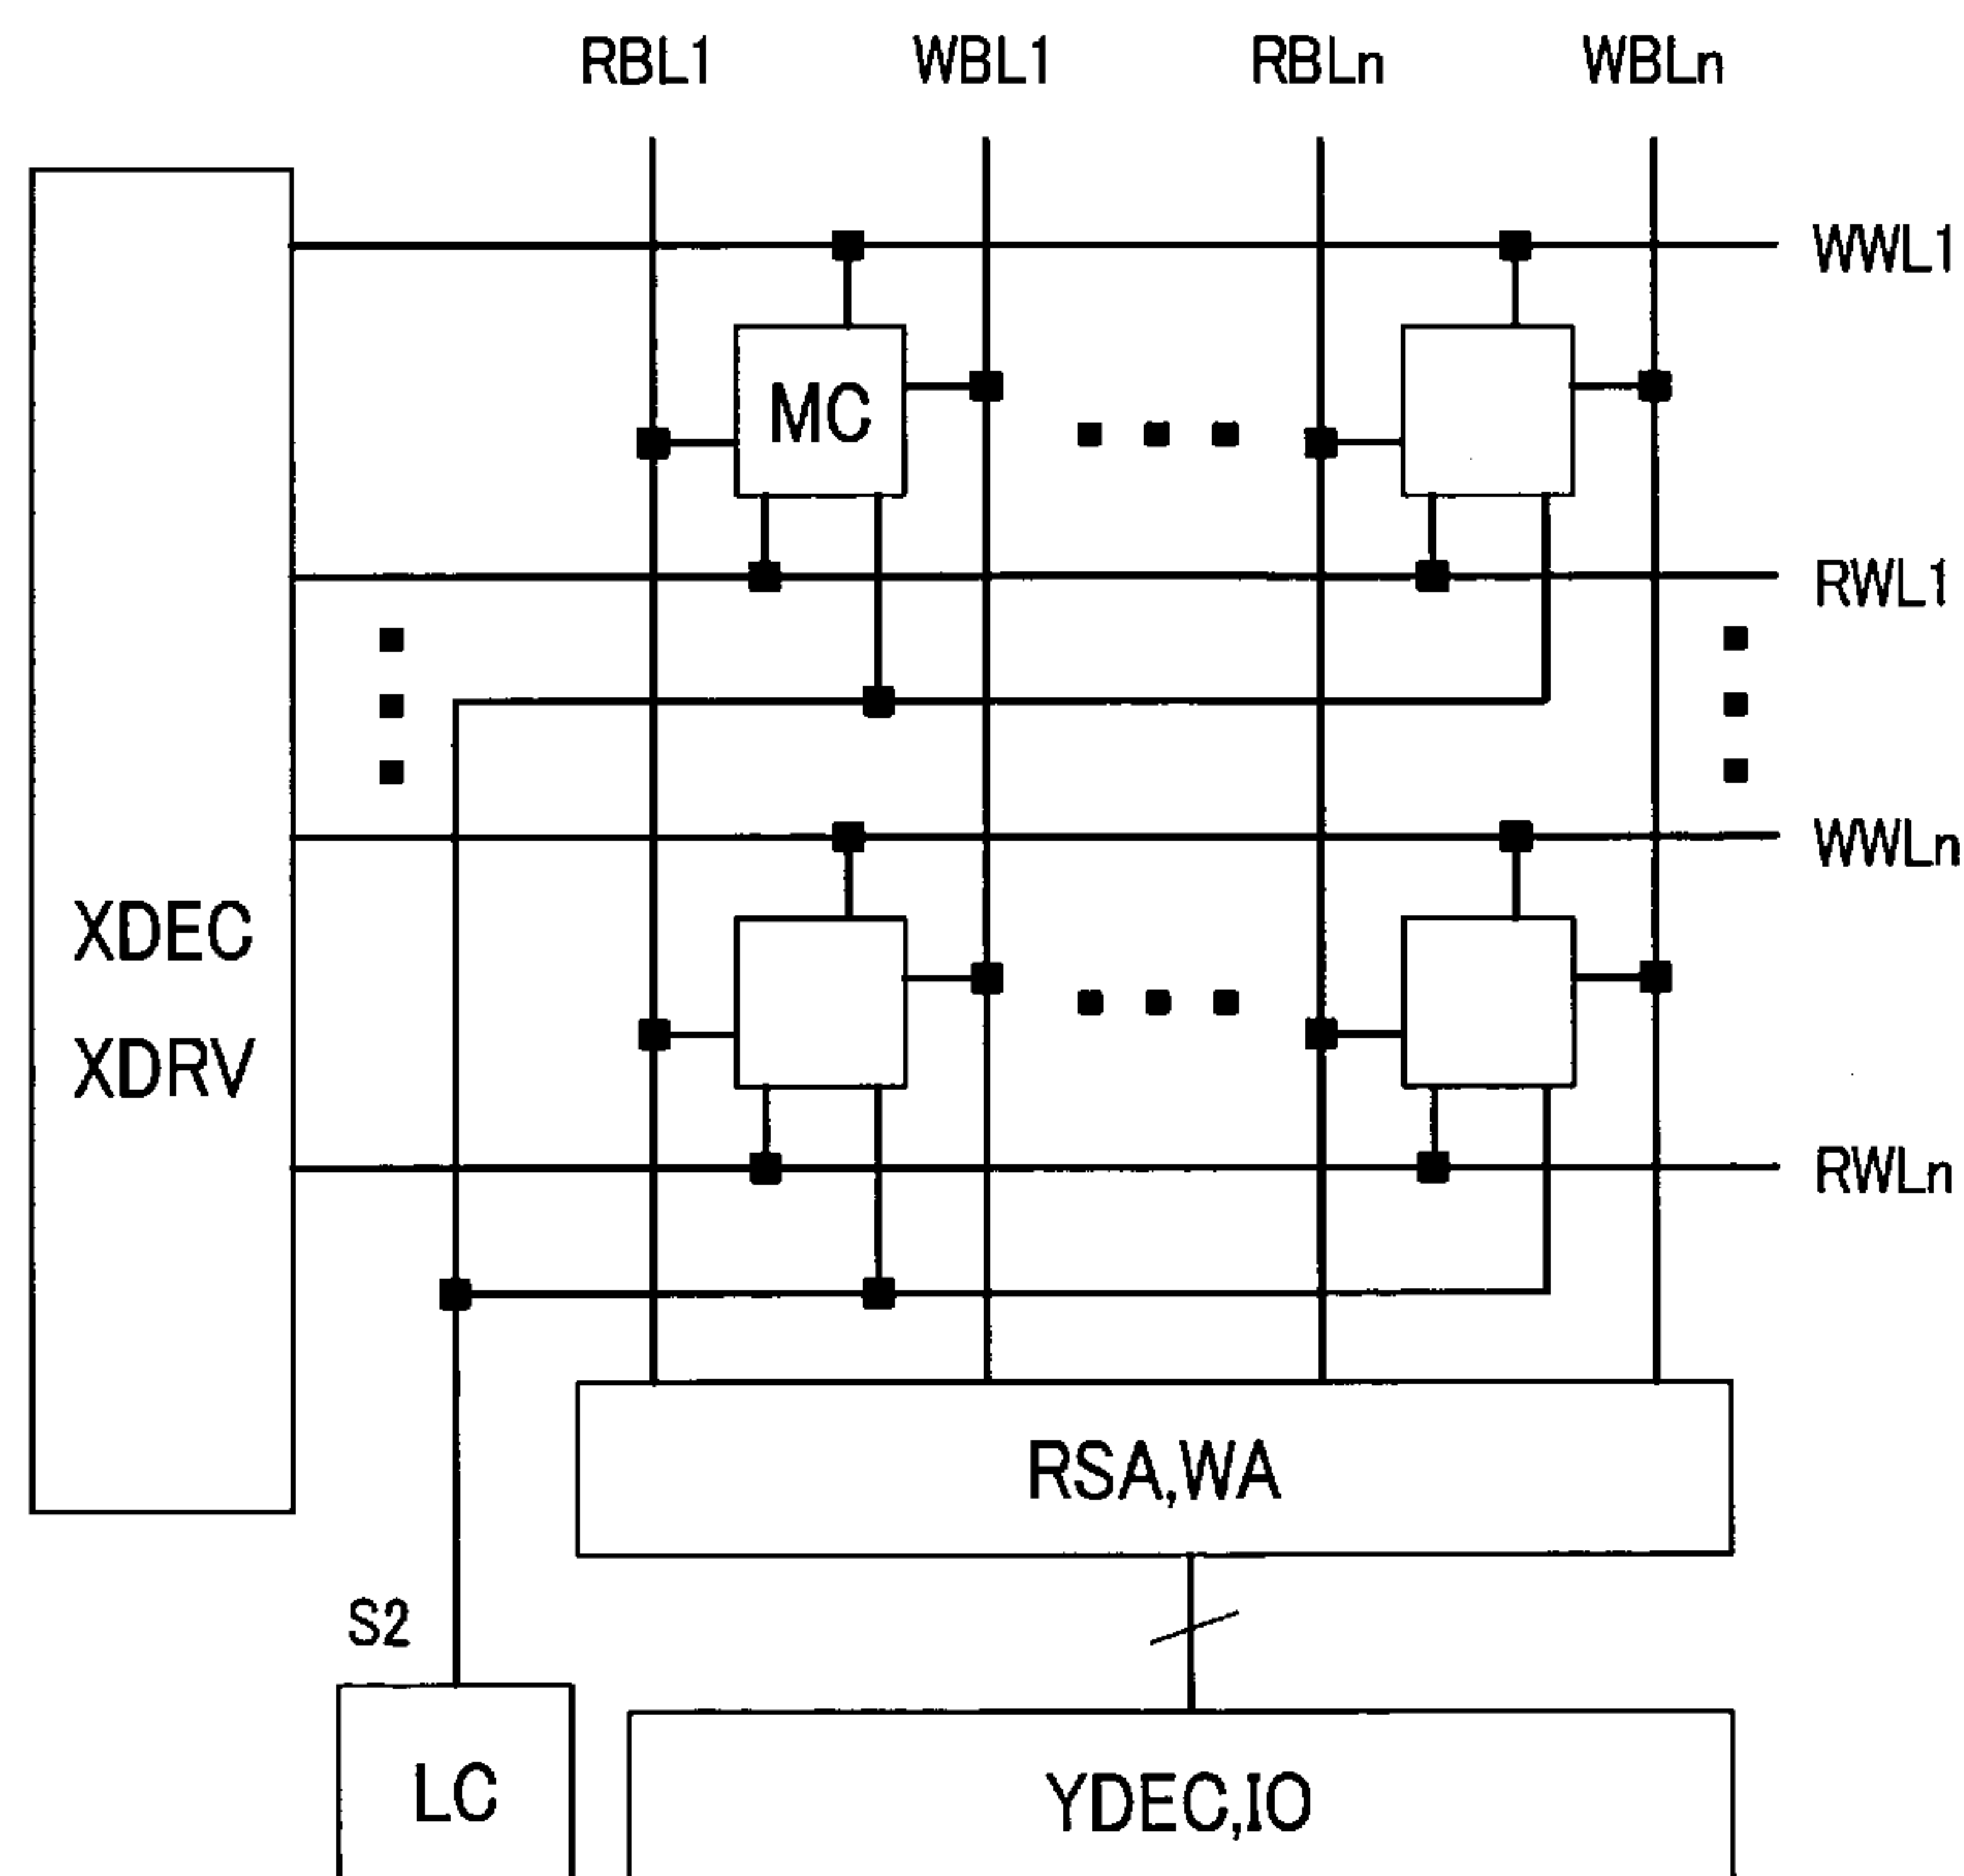 RBL1 WBL1 RBLn WBLn
WWL1
MC
RWL1
WWLn
XDEC
XDRV
RWLn
RSA,WA
S2
LC
YDEC,IO